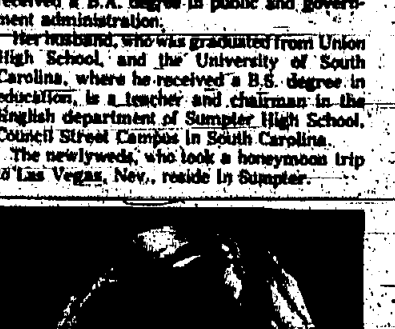 received a B.A. degree in public and govern-
ment administration.
Her husband, who was graduated from Union
High School, and the University of South
Carolina, where he received a B.S. degree in
education, is a teacher and chairman in the
English department of Sumpter High School,
Council Street Campus in South Carolina.
The newlyweds, who took a honeymoon trip
to Las Vegas, Nev., reside in Sumpter.